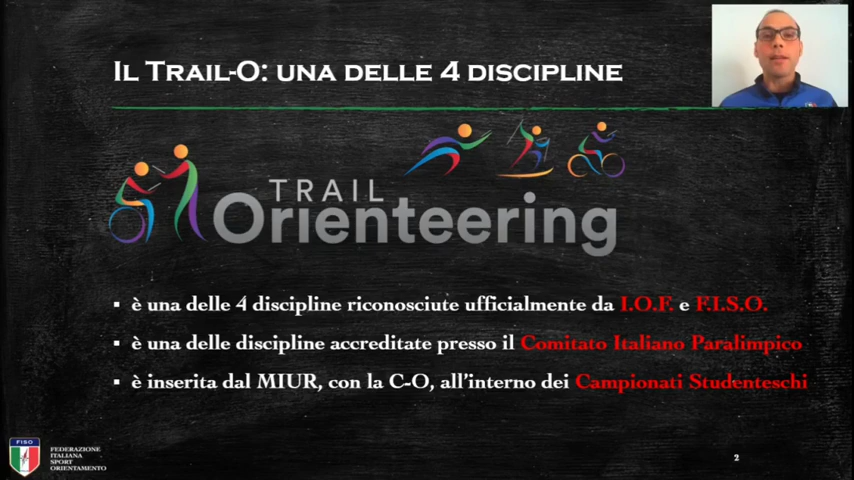 Il Trail-O: una delle 4 discipline
TRAIL
Orienteering
▪ è una delle 4 discipline riconosciute ufficialmente da I.O.F. e F.I.S.O.
▪ è una delle discipline accreditate presso il Comitato Italiano Paralimpico
▪ è inserita dal MIUR, con la C-O, all'interno dei Campionati Studenteschi
FISO
FEDERAZIONE
ITALIANA
SPORT
ORIENTAMENTO
2